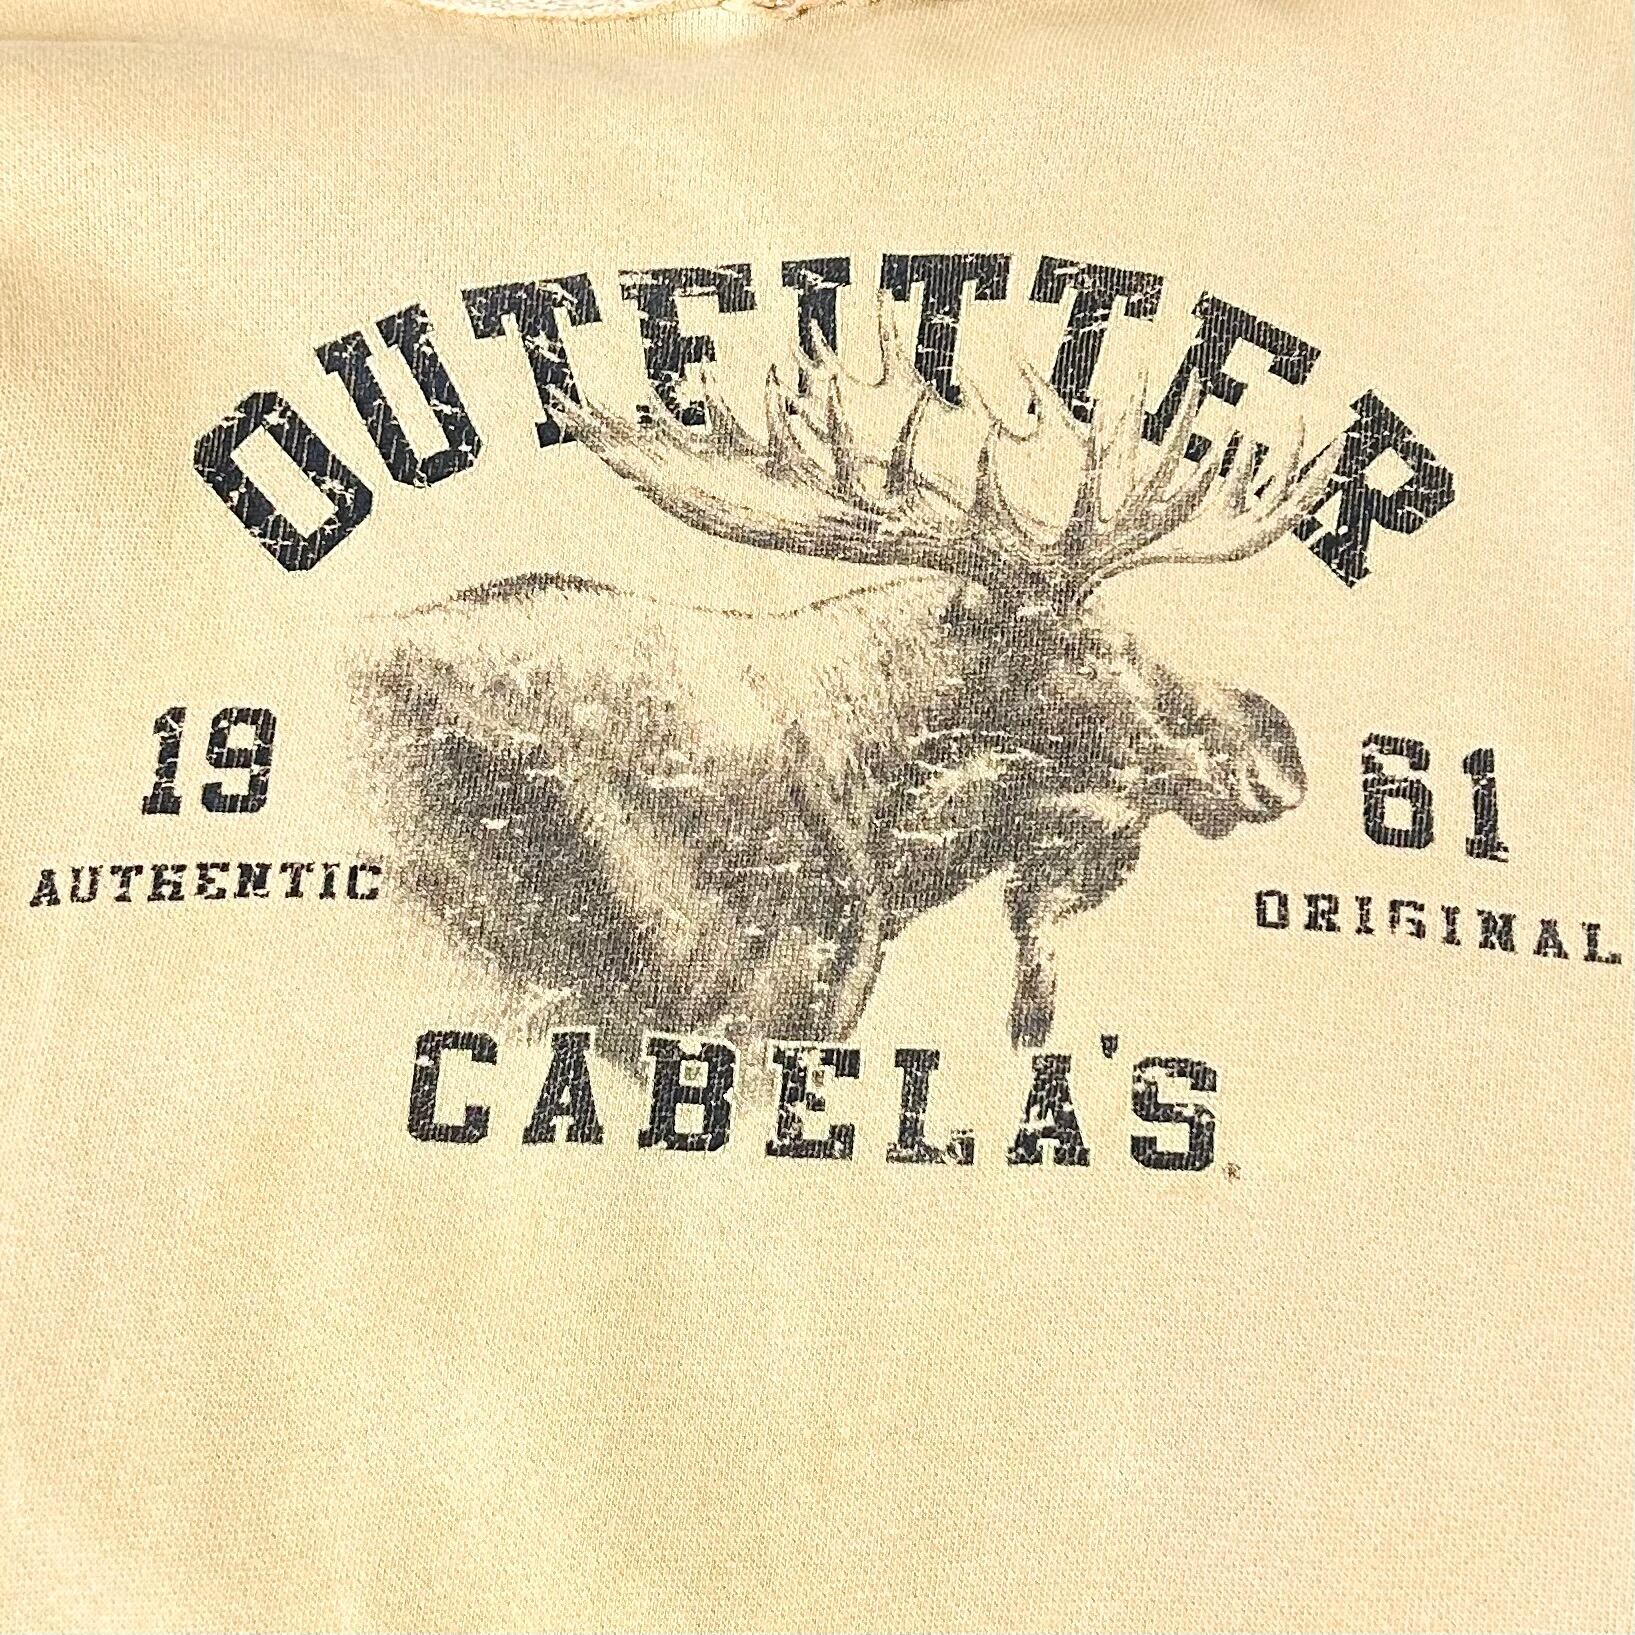 OUTFITTER
19 61
AUTHENTIC ORIGINAL
CABELA'S®